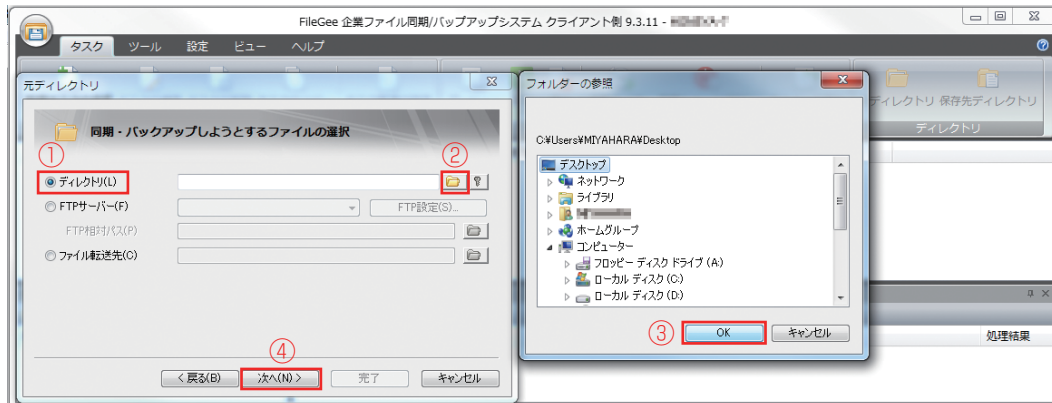 FileGee 企業ファイル同期/バップアップシステム クライアント側 9.3.11 -
タスク ツール 設定 ビュー ヘルプ
元ディレクトリ
同期・バックアップしようとするファイルの選択
①
②
ディレクトリ(L)
FTPサーバー(F)
FTP設定(S)...
FTP相対パス(P)
ファイル転送先(O)
④
< 戻る(B) 次へ(N) > 完了 キャンセル
フォルダーの参照
C:¥Users¥MIYAHARA¥Desktop
デスクトップ
ネットワーク
ライブラリ
ホームグループ
コンピューター
フロッピー ディスク ドライブ (A:)
ローカル ディスク (C:)
ローカル ディスク (D:)
③ OK キャンセル
ディレクトリ 保存先ディレクトリ
ディレクトリ
処理結果